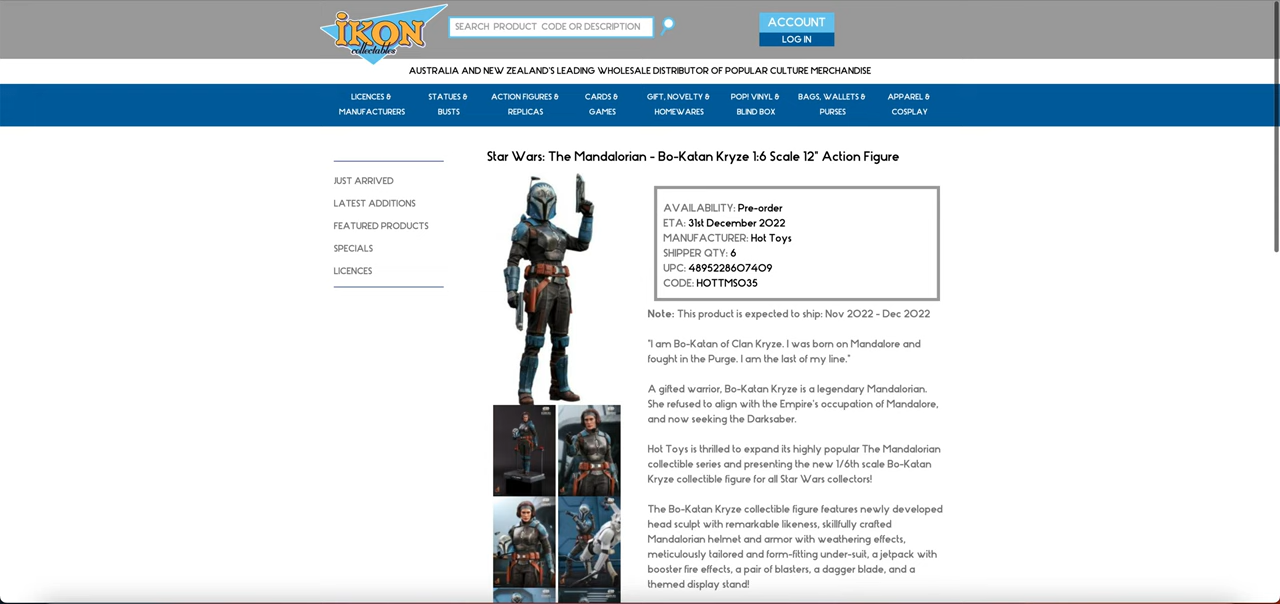 iKON
collectables
SEARCH PRODUCT CODE OR DESCRIPTION
ACCOUNT
LOG IN
AUSTRALIA AND NEW ZEALAND'S LEADING WHOLESALE DISTRIBUTOR OF POPULAR CULTURE MERCHANDISE
LICENCES &
MANUFACTURERS
STATUES &
BUSTS
ACTION FIGURES &
REPLICAS
CARDS &
GAMES
GIFT, NOVELTY &
HOMEWARES
POP! VINYL &
BLIND BOX
BAGS, WALLETS &
PURSES
APPAREL &
COSPLAY
JUST ARRIVED
LATEST ADDITIONS
FEATURED PRODUCTS
SPECIALS
LICENCES
Star Wars: The Mandalorian - Bo-Katan Kryze 1:6 Scale 12" Action Figure
AVAILABILITY: Pre-order
ETA: 31st December 2022
MANUFACTURER: Hot Toys
SHIPPER QTY: 6
UPC: 4895228607409
CODE: HOTTMS035
Note: This product is expected to ship: Nov 2022 - Dec 2022
"I am Bo-Katan of Clan Kryze. I was born on Mandalore and
fought in the Purge. I am the last of my line."
A gifted warrior, Bo-Katan Kryze is a legendary Mandalorian.
She refused to align with the Empire's occupation of Mandalore,
and now seeking the Darksaber.
Hot Toys is thrilled to expand its highly popular The Mandalorian
collectible series and presenting the new 1/6th scale Bo-Katan
Kryze collectible figure for all Star Wars collectors!
The Bo-Katan Kryze collectible figure features newly developed
head sculpt with remarkable likeness, skillfully crafted
Mandalorian helmet and armor with weathering effects,
meticulously tailored and form-fitting under-suit, a jetpack with
booster fire effects, a pair of blasters, a dagger blade, and a
themed display stand!